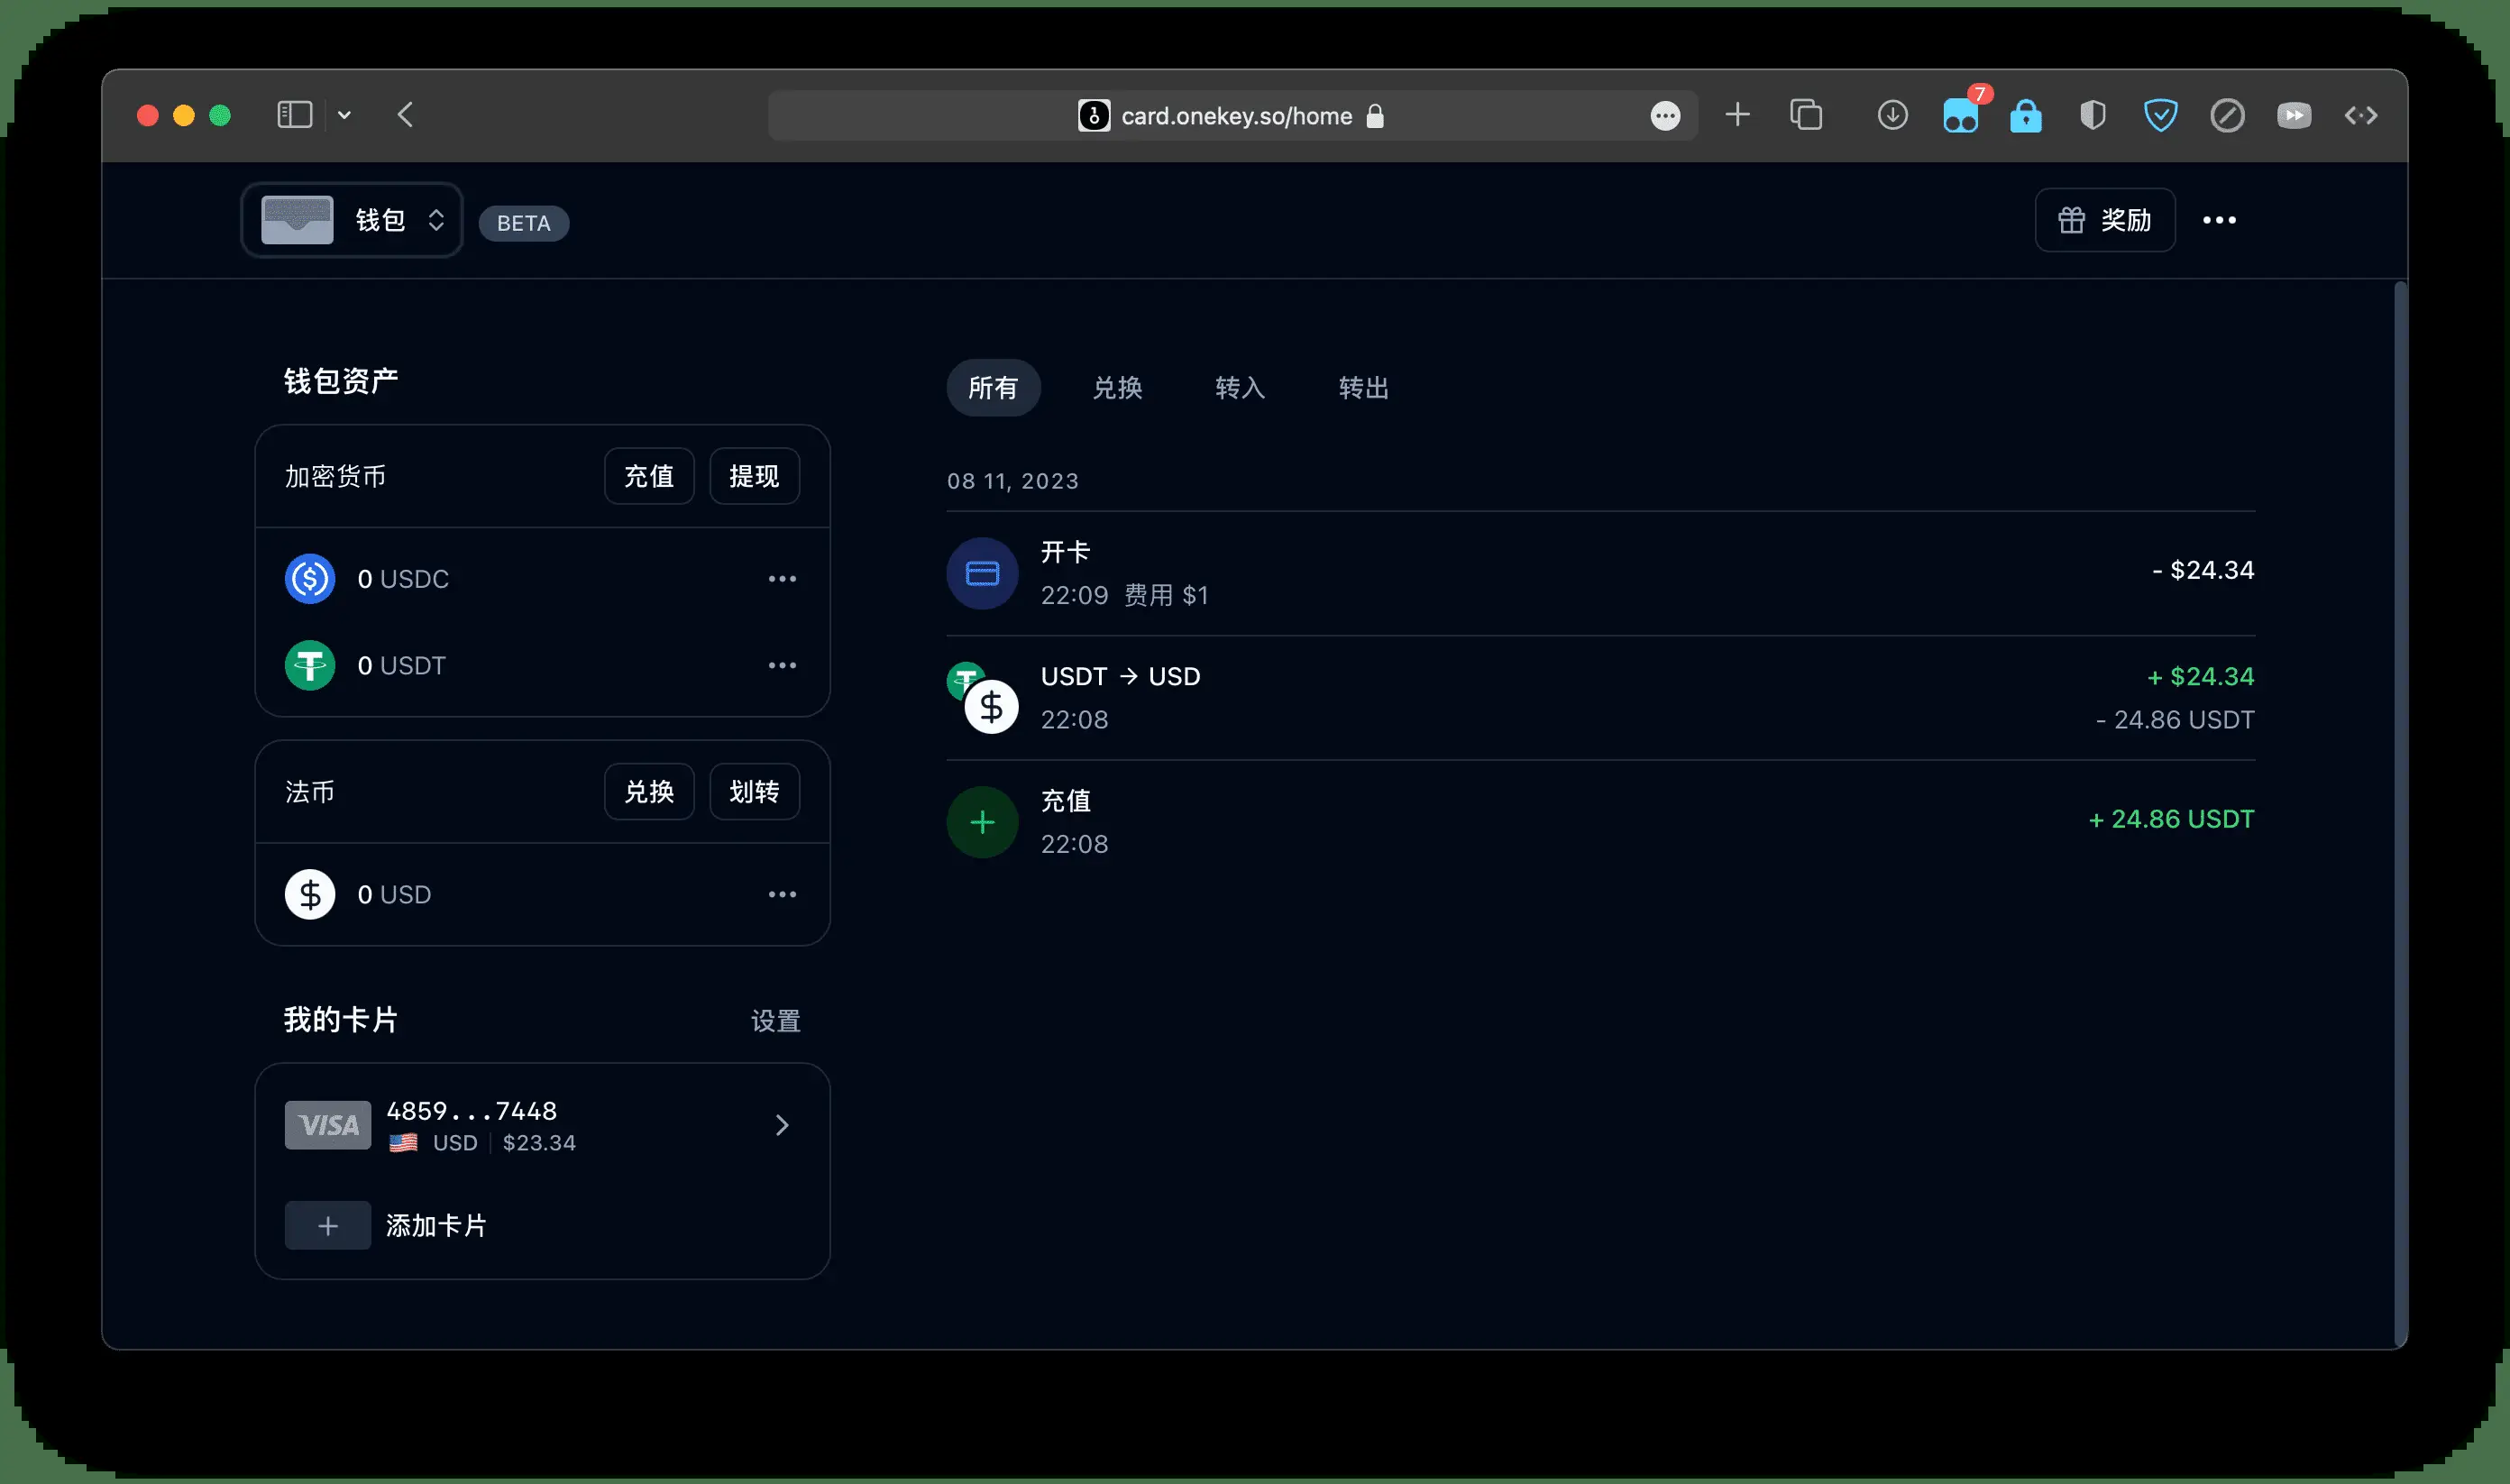 card.onekey.so/home
7
钱包
BETA
奖励
钱包资产
加密货币
充值
提现
0 USDC
0 USDT
法币
兑换
划转
0 USD
我的卡片
设置
VISA
4859...7448
USD
$23.34
添加卡片
所有
兑换
转入
转出
08 11, 2023
开卡
22:09 费用 $1
- $24.34
USDT → USD
22:08
+ $24.34
- 24.86 USDT
充值
22:08
+ 24.86 USDT